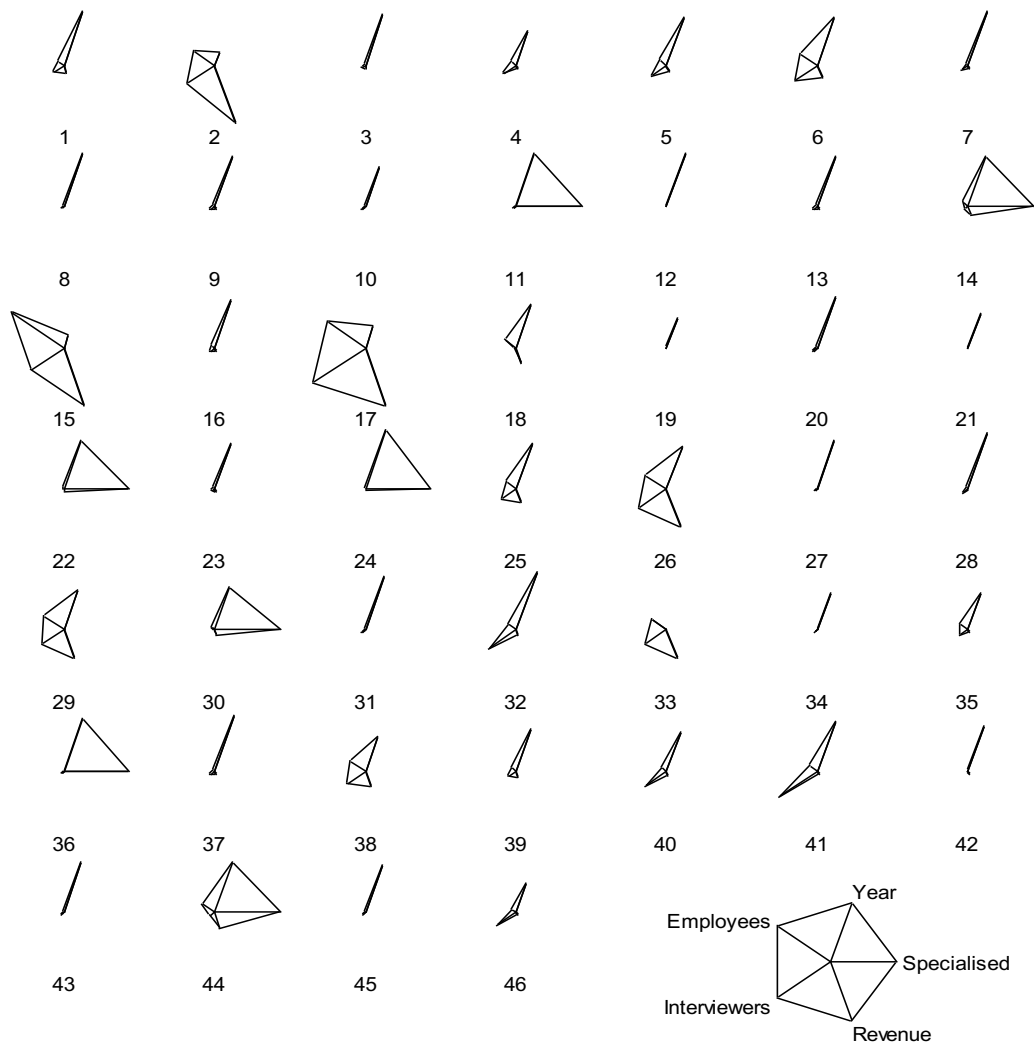 1 2 3 4 5 6 7
8 9 10 11 12 13 14
15 16 17 18 19 20 21
22 23 24 25 26 27 28
29 30 31 32 33 34 35
36 37 38 39 40 41 42
Year
Employees
Specialised
43 44 45 46
Interviewers
Revenue